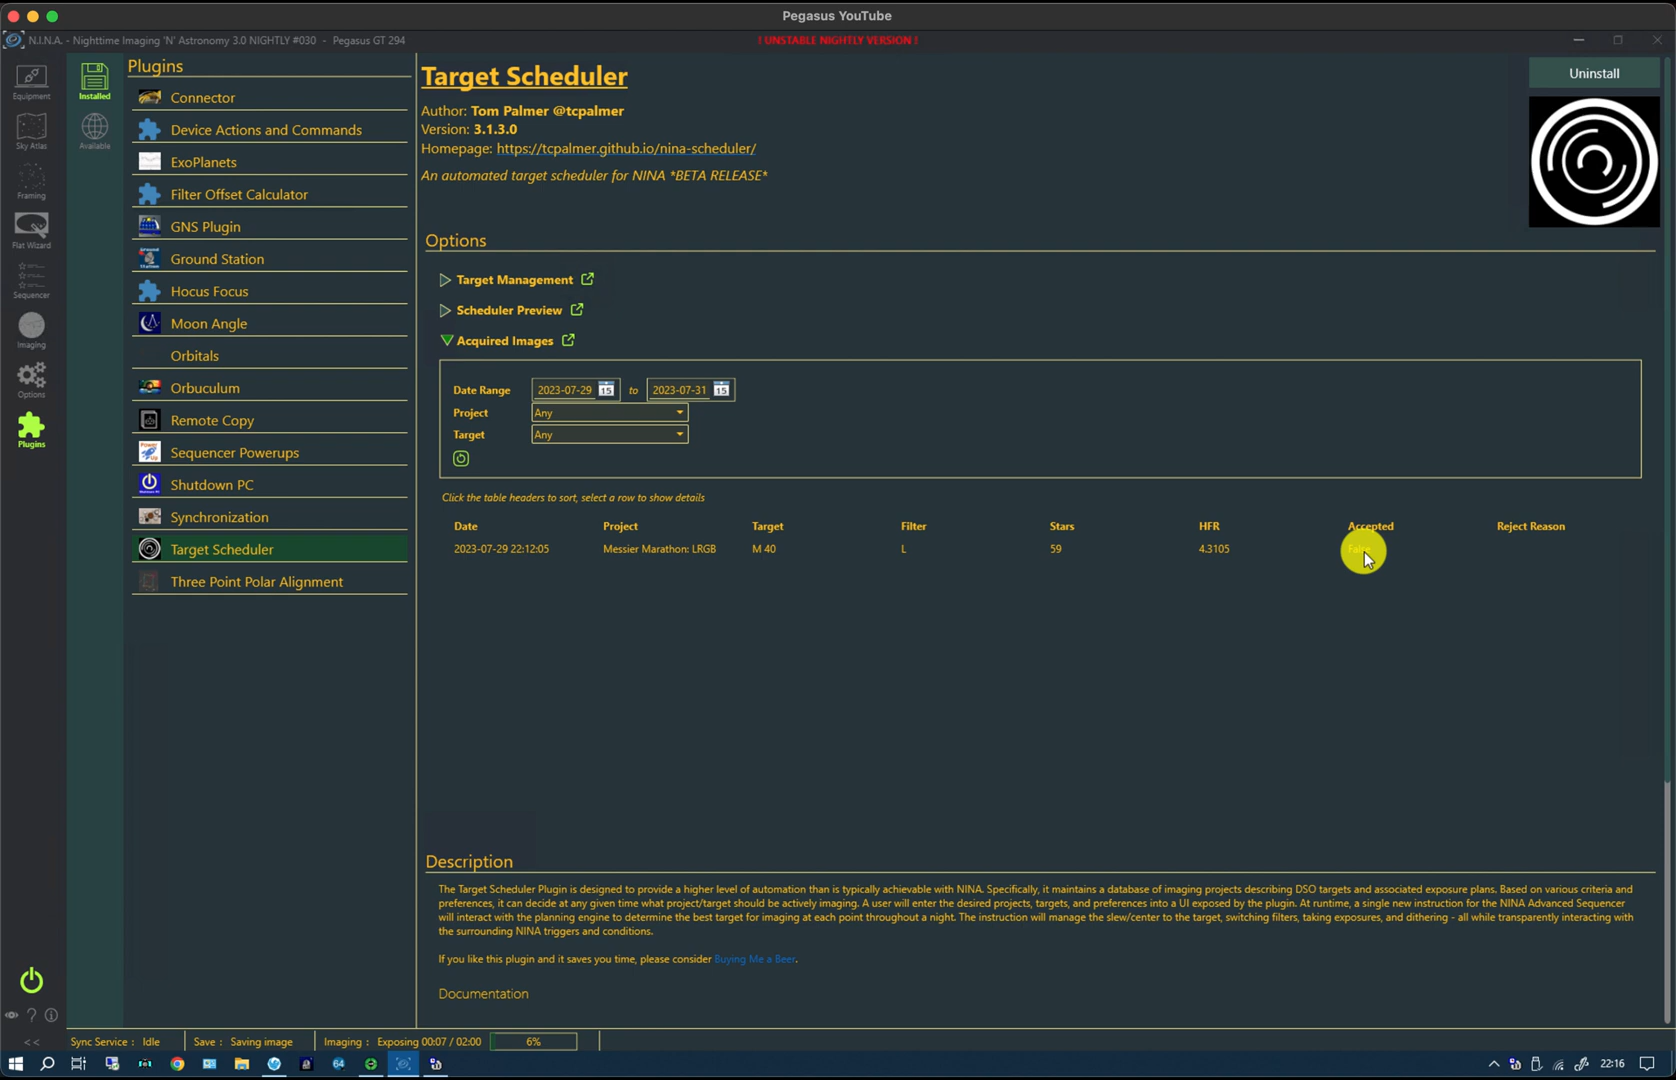 Pegasus YouTube
N.I.N.A. - Nighttime Imaging 'N' Astronomy 3.0 NIGHTLY #030 - Pegasus GT 294
! UNSTABLE NIGHTLY VERSION !
Equipment
Sky Atlas
Framing
Flat Wizard
Sequencer
Imaging
Options
Plugins
Installed
Available
Plugins
Connector
Device Actions and Commands
ExoPlanets
Filter Offset Calculator
GNS Plugin
Ground Station
Hocus Focus
Moon Angle
Orbitals
Orbuculum
Remote Copy
Sequencer Powerups
Shutdown PC
Synchronization
Target Scheduler
Three Point Polar Alignment
Target Scheduler
Uninstall
Author: Tom Palmer @tcpalmer
Version: 3.1.3.0
Homepage: https://tcpalmer.github.io/nina-scheduler/
An automated target scheduler for NINA *BETA RELEASE*
Options
Target Management
Scheduler Preview
Acquired Images
Date Range 2023-07-29 15 to 2023-07-31 15
Project Any
Target Any
Click the table headers to sort, select a row to show details
Date Project Target Filter Stars HFR Accepted Reject Reason
2023-07-29 22:12:05 Messier Marathon: LRGB M 40 L 59 4.3105 False
Description
The Target Scheduler Plugin is designed to provide a higher level of automation than is typically achievable with NINA. Specifically, it maintains a database of imaging projects describing DSO targets and associated exposure plans. Based on various criteria and
preferences, it can decide at any given time what project/target should be actively imaging. A user will enter the desired projects, targets, and preferences into a UI exposed by the plugin. At runtime, a single new instruction for the NINA Advanced Sequencer
will interact with the planning engine to determine the best target for imaging at each point throughout a night. The instruction will manage the slew/center to the target, switching filters, taking exposures, and dithering - all while transparently interacting with
the surrounding NINA triggers and conditions.
If you like this plugin and it saves you time, please consider Buying Me a Beer.
Documentation
<< Sync Service : Idle Save : Saving image Imaging : Exposing 00:07 / 02:00 6%
64
22:16